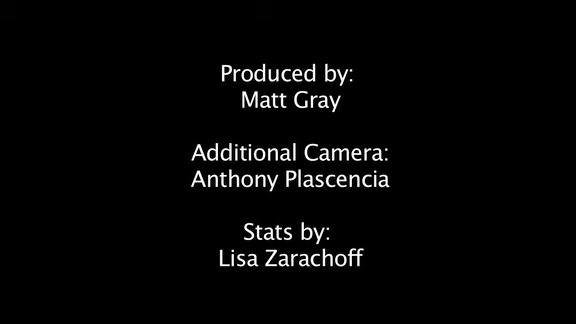 Produced by:
Matt Gray
Additional Camera:
Anthony Plascencia
Stats by:
Lisa Zarachoff